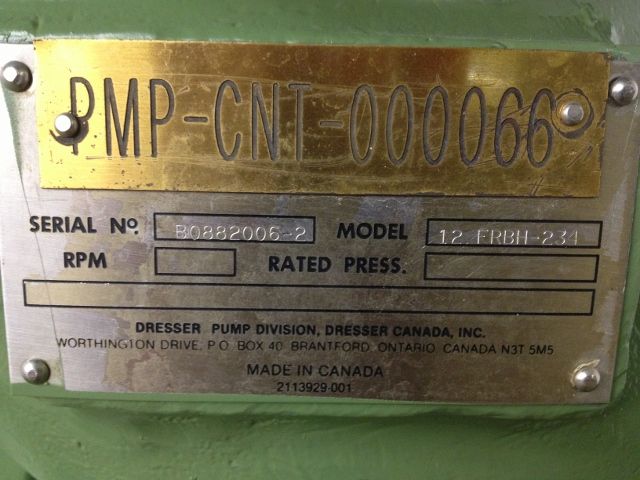 PMP-CNT-000066
SERIAL Nº. B0882006-2 MODEL 12 FRBH-234
RPM RATED PRESS.
DRESSER PUMP DIVISION, DRESSER CANADA, INC.
WORTHINGTON DRIVE, P.O. BOX 40 BRANTFORD, ONTARIO, CANADA N3T 5M5
MADE IN CANADA
2113929-001